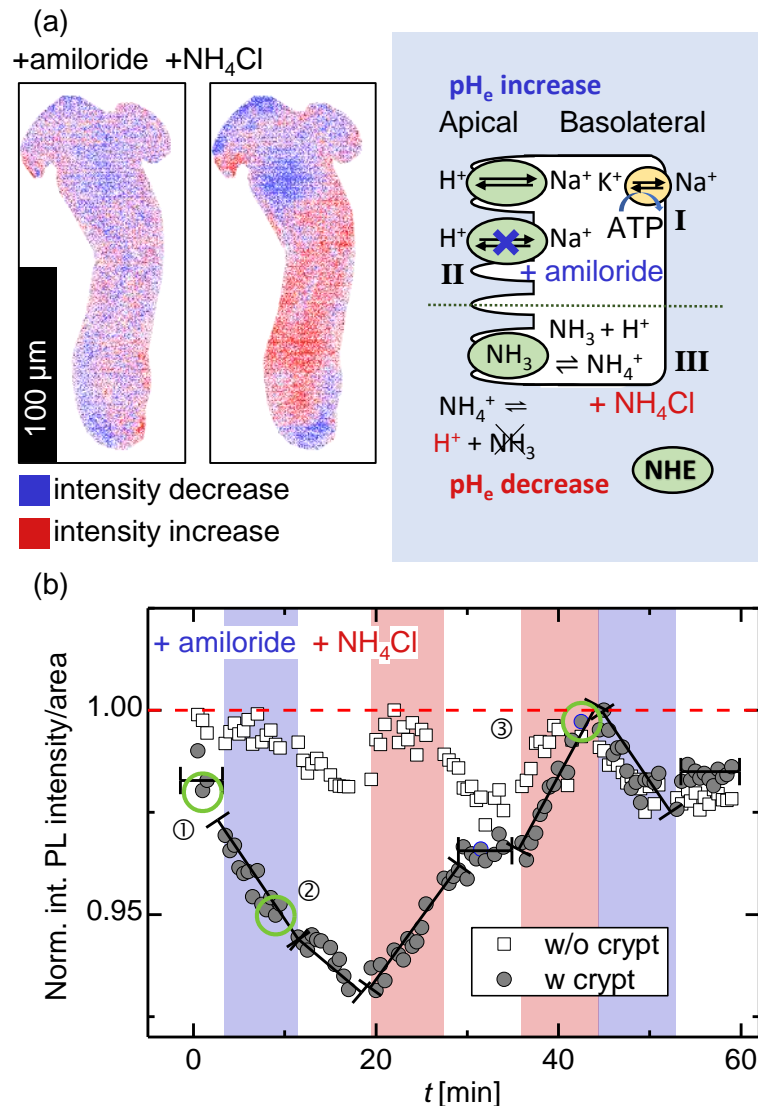 (a)
+amiloride +NH₄Cl
100 µm
intensity decrease
intensity increase
pHₑ increase
Apical Basolateral
H⁺ Na⁺ K⁺ Na⁺
ATP I
H⁺ Na⁺
II + amiloride
NH₃ + H⁺
NH₃ ⇌ NH₄⁺ III
NH₄⁺ ⇌ + NH₄Cl
H⁺ + NH₃
pHₑ decrease NHE
(b)
+ amiloride + NH₄Cl
1.00
③
①
②
0.95
w/o crypt
w crypt
Norm. int. PL intensity/area
0 20 40 60
t [min]